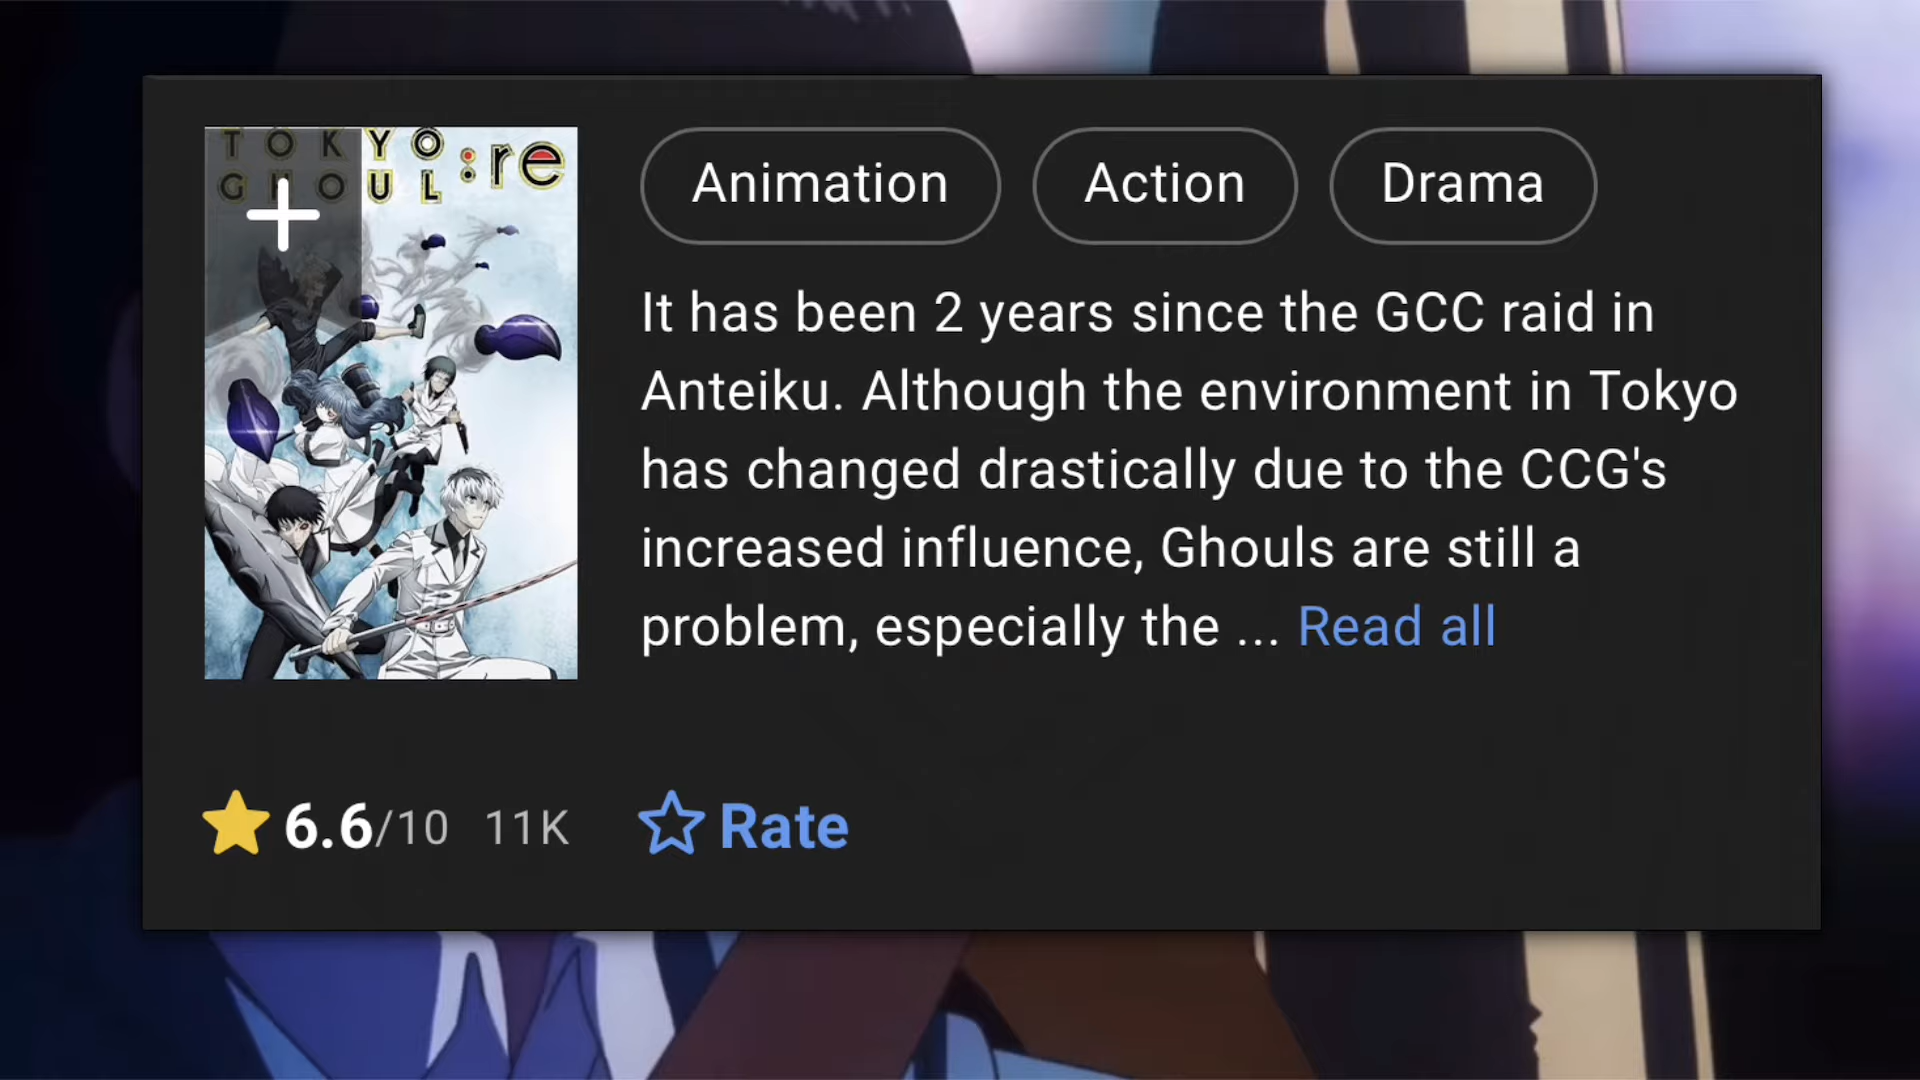 TOKYO
GHOUL
:re
Animation
Action
Drama
It has been 2 years since the GCC raid in
Anteiku. Although the environment in Tokyo
has changed drastically due to the CCG's
increased influence, Ghouls are still a
problem, especially the ... Read all
6.6/10 11K
Rate